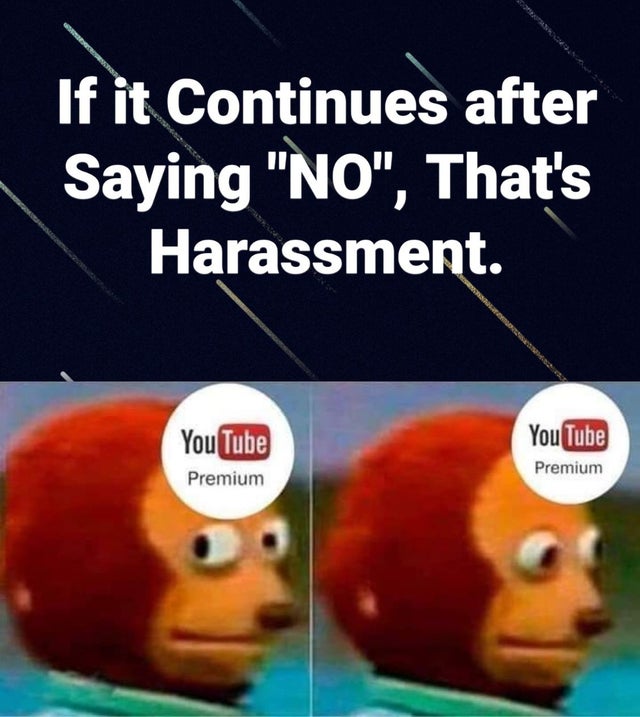 If it Continues after
Saying "NO", That's
Harassment.
YouTube
Premium
YouTube
Premium